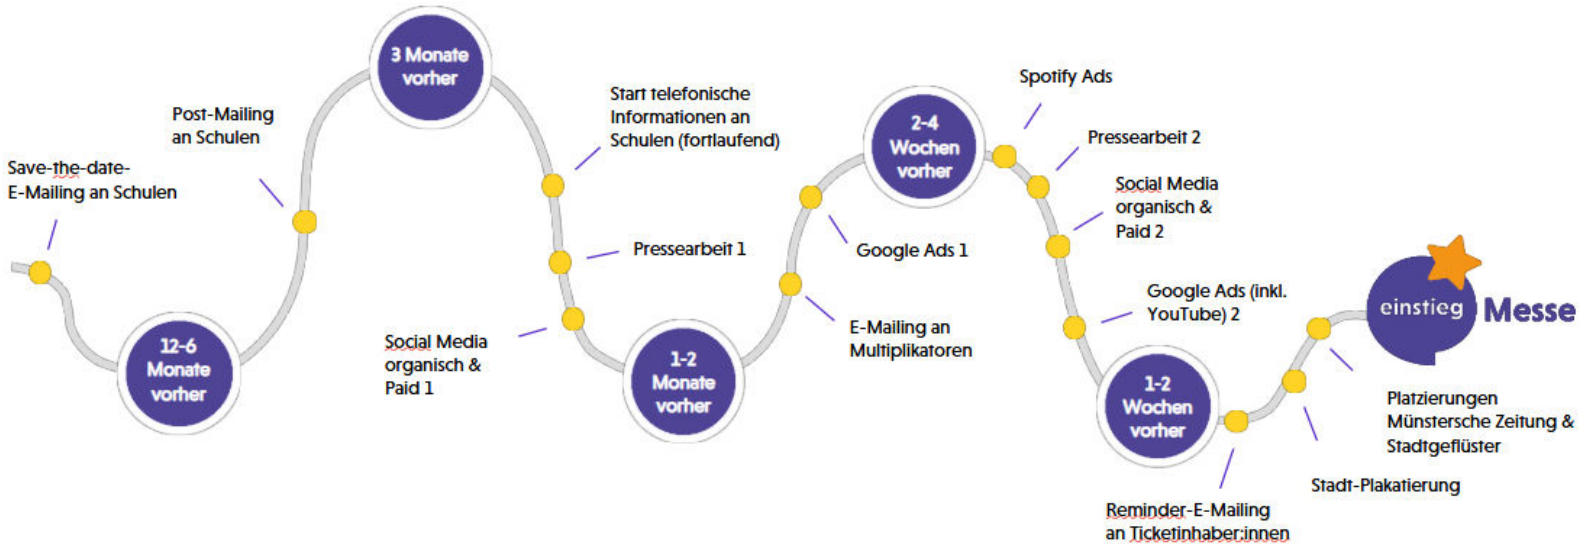 Save-the-date-
E-Mailing an Schulen
12-6
Monate
vorher
Post-Mailing
an Schulen
3 Monate
vorher
Start telefonische
Informationen an
Schulen (fortlaufend)
Pressearbeit 1
Social Media
organisch &
Paid 1
1-2
Monate
vorher
E-Mailing an
Multiplikatoren
Google Ads 1
2-4
Wochen
vorher
Spotify Ads
Pressearbeit 2
Social Media
organisch &
Paid 2
Google Ads (inkl.
YouTube) 2
1-2
Wochen
vorher
Reminder-E-Mailing
an Ticketinhaber:innen
Stadt-Plakatierung
Platzierungen
Münstersche Zeitung &
Stadtgeflüster
einstieg Messe